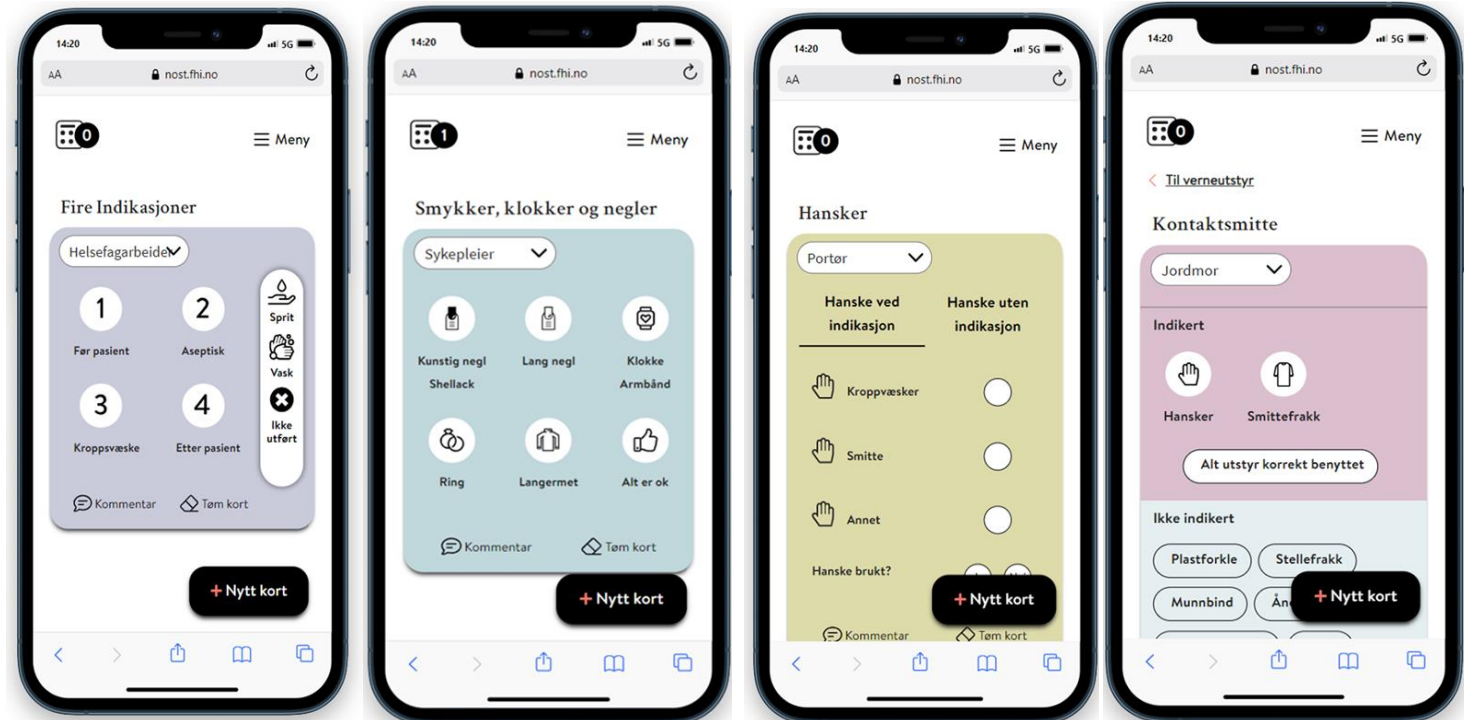 14:20
5G
AA
nost.fhi.no
0
Meny
Fire Indikasjoner
Helsefagarbeider
1
2
Før pasient
Aseptisk
3
4
Kroppsvæske
Etter pasient
Sprit
Vask
Ikke
utført
Kommentar
Tøm kort
+ Nytt kort
14:20
5G
AA
nost.fhi.no
1
Meny
Smykker, klokker og negler
Sykepleier
Kunstig negl
Shellack
Lang negl
Klokke
Armbånd
Ring
Langermet
Alt er ok
Kommentar
Tøm kort
+ Nytt kort
14:20
5G
AA
nost.fhi.no
0
Meny
Hansker
Portør
Hanske ved
indikasjon
Hanske uten
indikasjon
Kroppvæsker
Smitte
Annet
Hanske brukt?
+ Nytt kort
Kommentar
Tøm kort
14:20
5G
AA
nost.fhi.no
0
Meny
Til verneutstyr
Kontaktsmitte
Jordmor
Indikert
Hansker
Smittefrakk
Alt utstyr korrekt benyttet
Ikke indikert
Plastforkle
Stellefrakk
Munnbind
+ Nytt kort